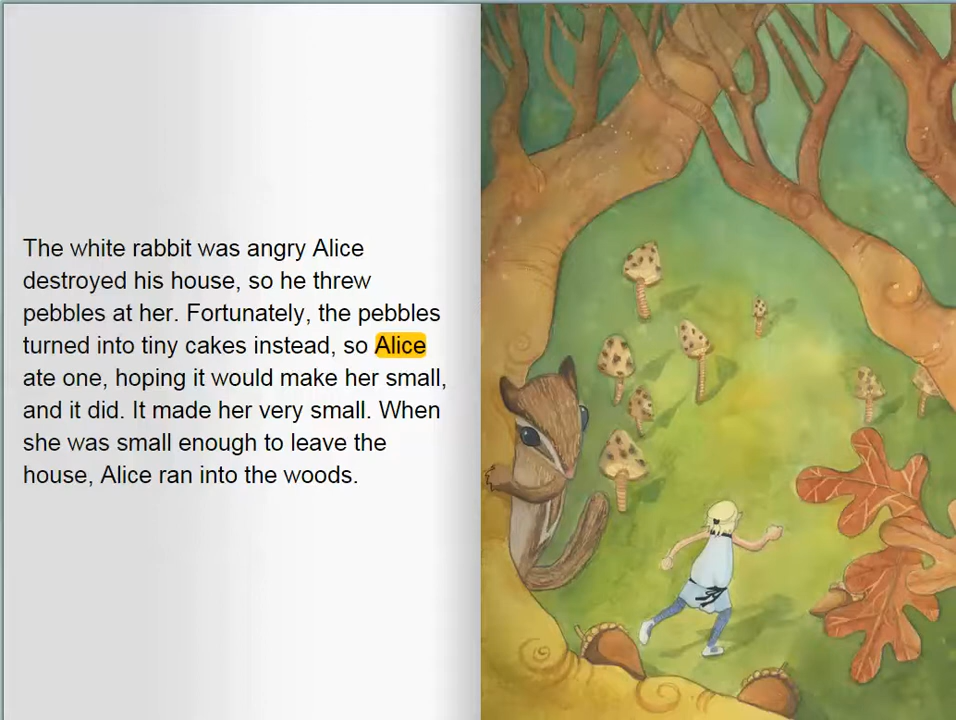 The white rabbit was angry Alice
destroyed his house, so he threw
pebbles at her. Fortunately, the pebbles
turned into tiny cakes instead, so Alice
ate one, hoping it would make her small,
and it did. It made her very small. When
she was small enough to leave the
house, Alice ran into the woods.